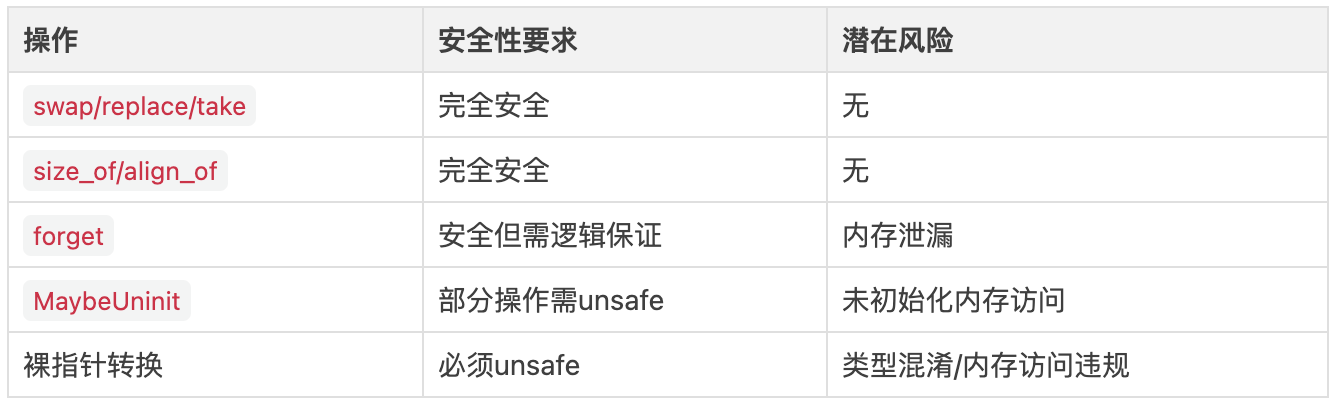 操作 安全性要求 潜在风险
swap/replace/take 完全安全 无
size_of/align_of 完全安全 无
forget 安全但需逻辑保证 内存泄漏
MaybeUninit 部分操作需unsafe 未初始化内存访问
裸指针转换 必须unsafe 类型混淆/内存访问违规